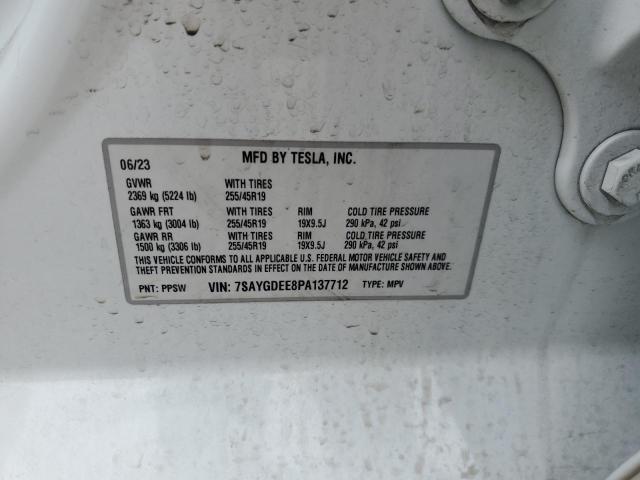 06/23 MFD BY TESLA, INC.
GVWR WITH TIRES
2369 kg (5224 lb) 255/45R19
GAWR FRT WITH TIRES RIM COLD TIRE PRESSURE
1363 kg (3004 lb) 255/45R19 19X9.5J 290 kPa, 42 psi
GAWR RR WITH TIRES RIM COLD TIRE PRESSURE
1500 kg (3306 lb) 255/45R19 19X9.5J 290 kPa, 42 psi
THIS VEHICLE CONFORMS TO ALL APPLICABLE U.S. FEDERAL MOTOR VEHICLE SAFETY AND
THEFT PREVENTION STANDARDS IN EFFECT ON THE DATE OF MANUFACTURE SHOWN ABOVE.
PNT: PPSW VIN: 7SAYGDEE8PA137712 TYPE: MPV